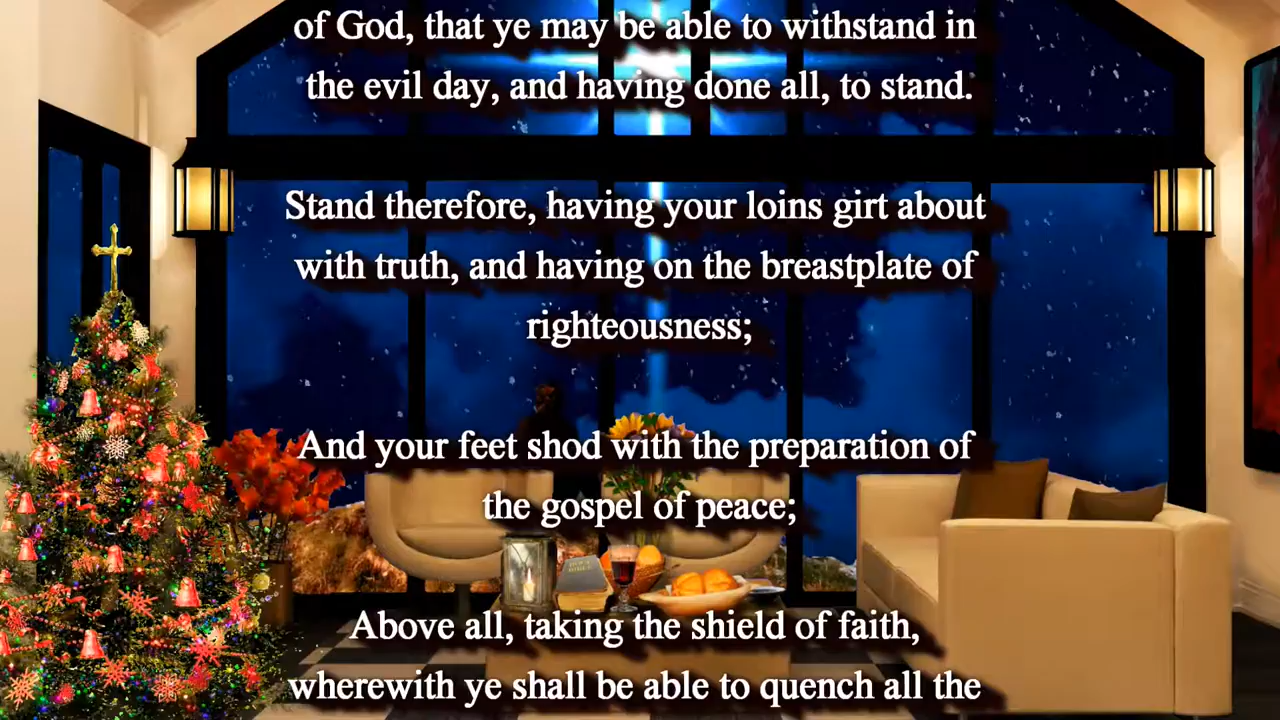 of God, that ye may be able to withstand in
the evil day, and having done all, to stand.
Stand therefore, having your loins girt about
with truth, and having on the breastplate of
righteousness;
And your feet shod with the preparation of
the gospel of peace;
Above all, taking the shield of faith,
wherewith ye shall be able to quench all the